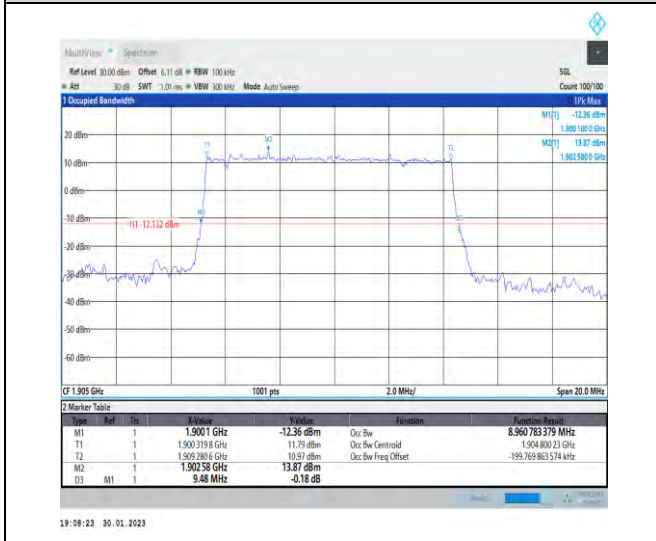 MultiView Spectrum
Ref Level 30.00 dBm Offset 6.11 dB RBW 100 kHz SGL
Att 30 dB SWT 1.01 ms VBW 300 kHz Mode Auto Sweep Count 100/100
1 Occupied Bandwidth 1Pk Max
M1[1] -12.36 dBm
1.900 100 0 GHz
M2[1] 13.87 dBm
1.902 580 0 GHz
20 dBm
T1 M2 T2
10 dBm
0 dBm
-10 dBm
M1 D3
H1 -12.132 dBm
-20 dBm
-30 dBm
-40 dBm
-50 dBm
-60 dBm
CF 1.905 GHz 1001 pts 2.0 MHz/ Span 20.0 MHz
2 Marker Table
Type Ref Trc X-Value Y-Value Function Function Result
M1 1 1.9001 GHz -12.36 dBm Occ Bw 8.960 783 379 MHz
T1 1 1.900 319 8 GHz 11.79 dBm Occ Bw Centroid 1.904 800 23 GHz
T2 1 1.909 280 6 GHz 10.97 dBm Occ Bw Freq Offset -199.769 863 574 kHz
M2 1 1.902 58 GHz 13.87 dBm
D3 M1 1 9.48 MHz -0.18 dB
19:08:23 30.01.2023